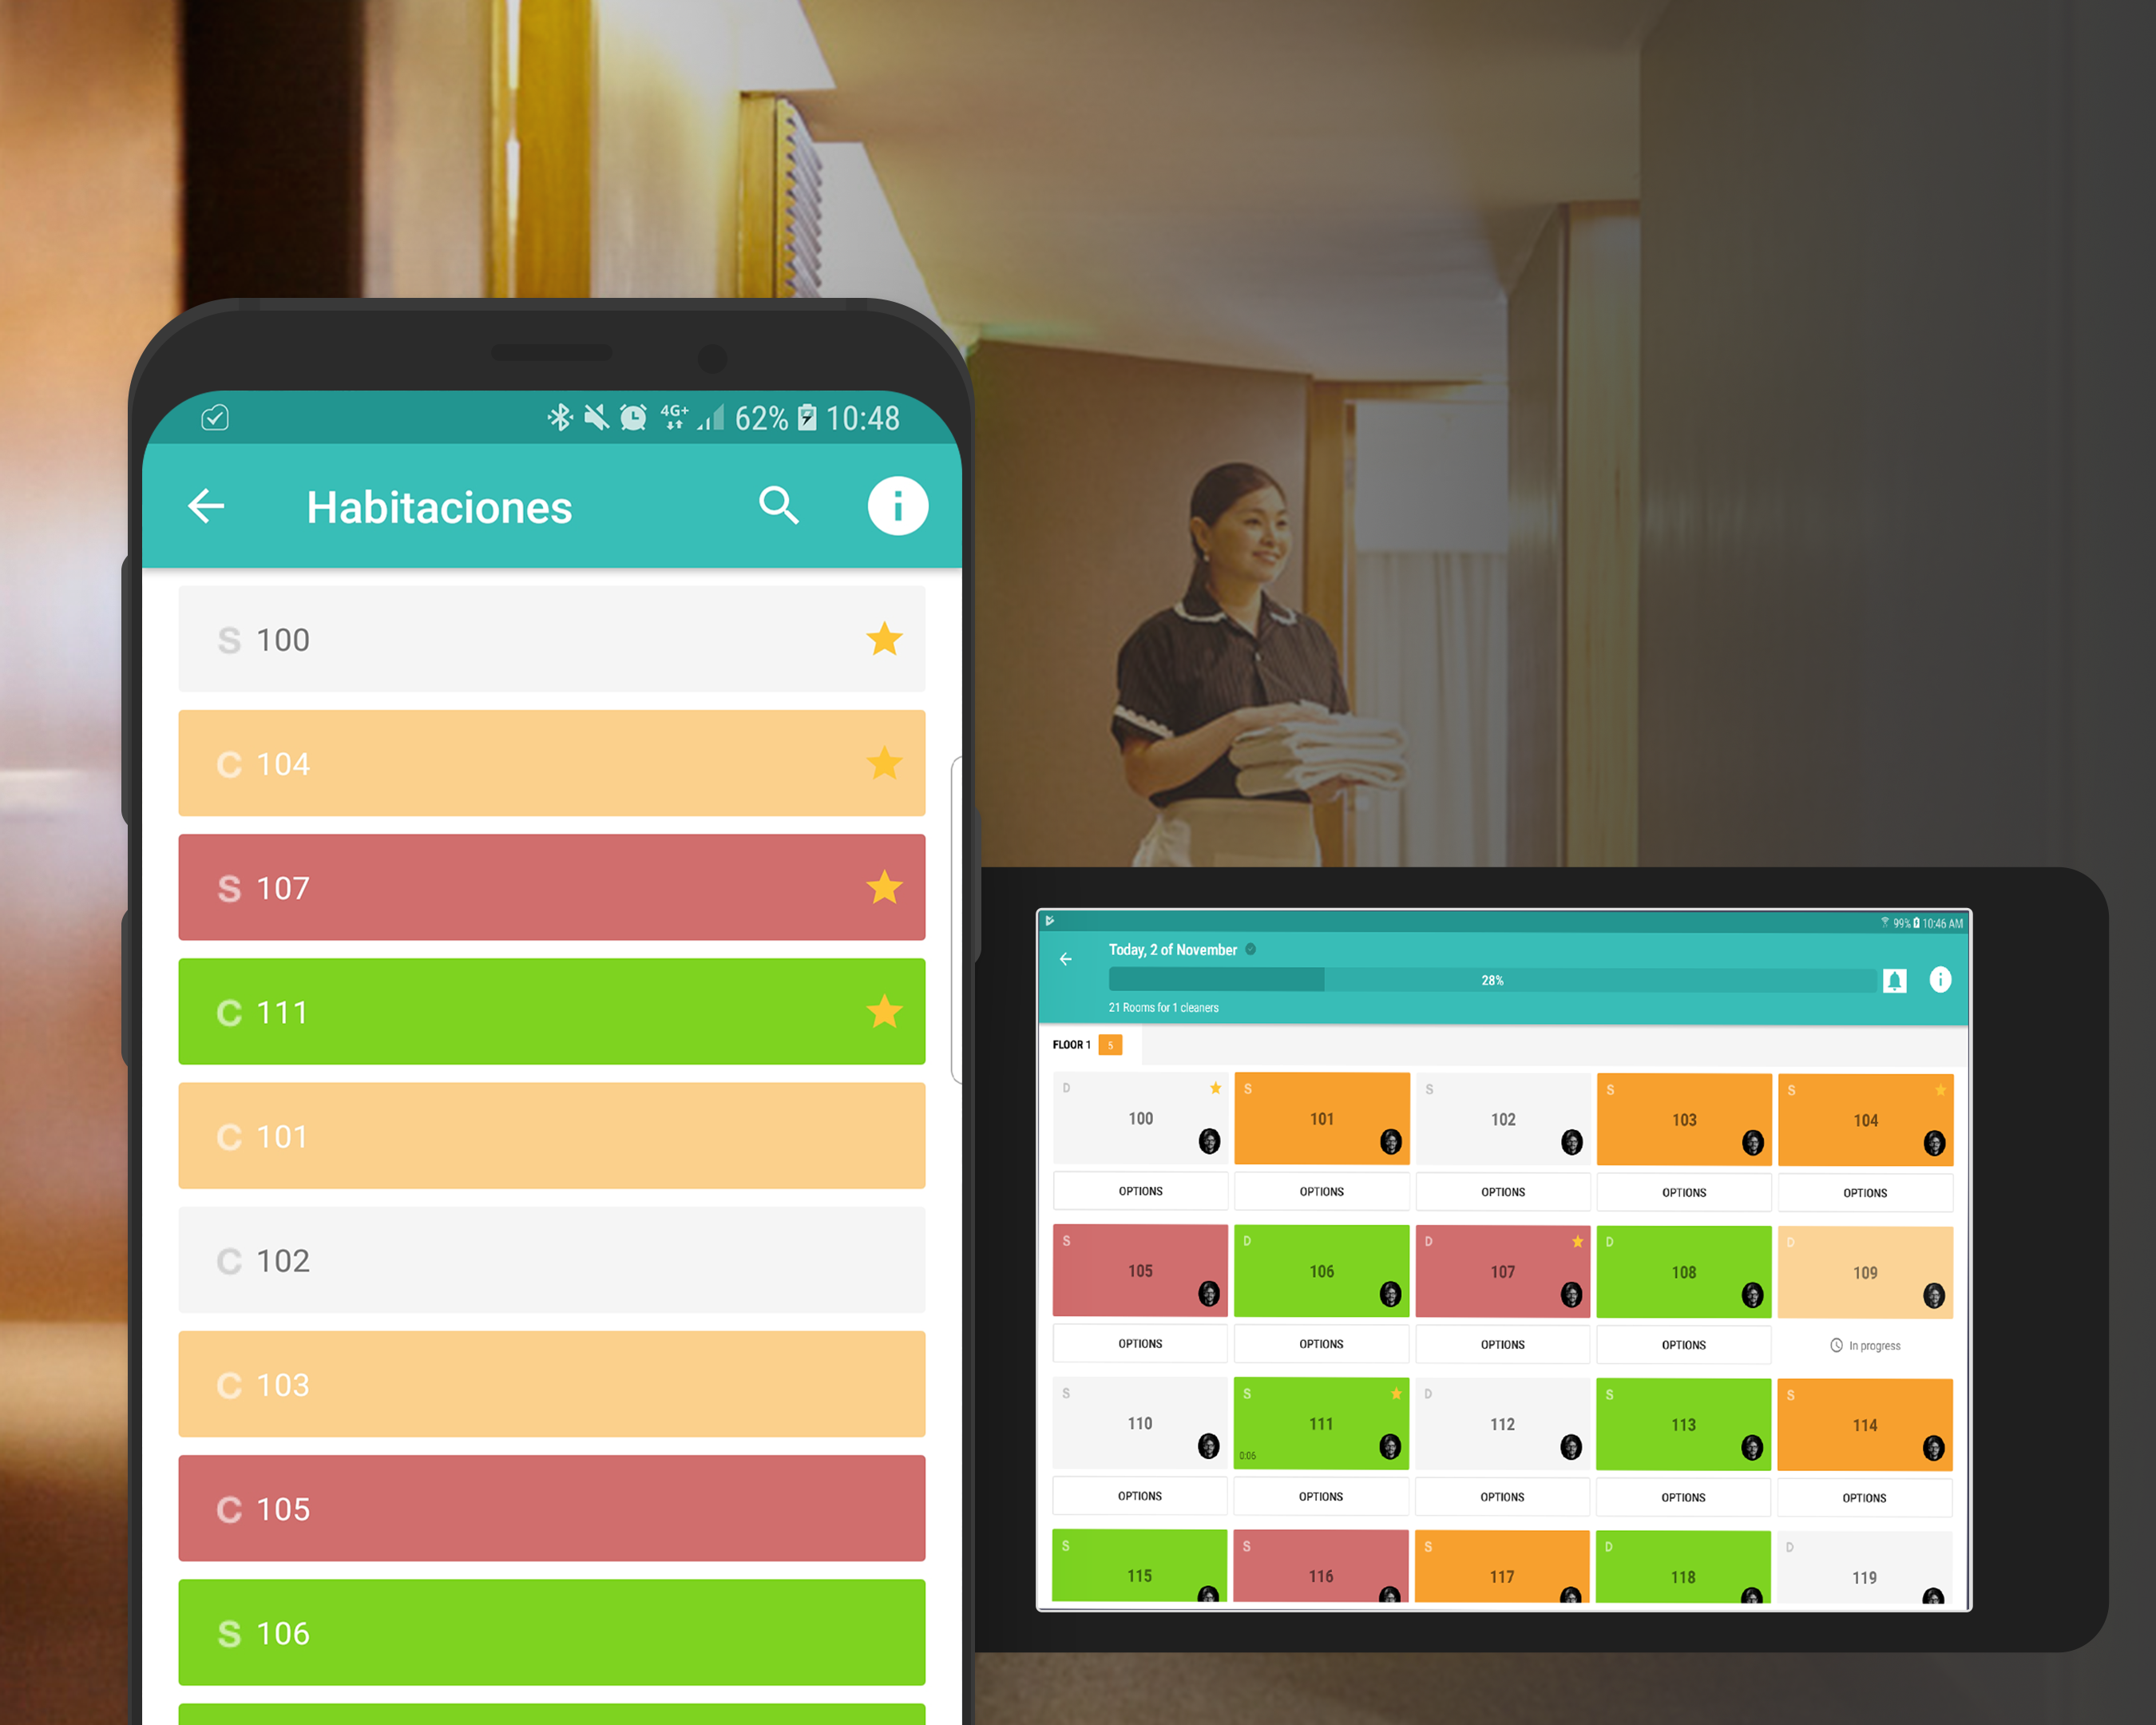 4G+ 62% 10:48
Habitaciones
S 100
C 104
S 107
C 111
C 101
C 102
C 103
C 105
S 106
99% 10:46 AM
Today, 2 of November
28%
21 Rooms for 1 cleaners
FLOOR 1 5
D 100 S 101 S 102 S 103 S 104
OPTIONS OPTIONS OPTIONS OPTIONS OPTIONS
S 105 D 106 D 107 D 108 D 109
OPTIONS OPTIONS OPTIONS OPTIONS In progress
S 110 S 111 D 112 S 113 S 114
0:06
OPTIONS OPTIONS OPTIONS OPTIONS OPTIONS
S 115 S 116 S 117 D 118 D 119